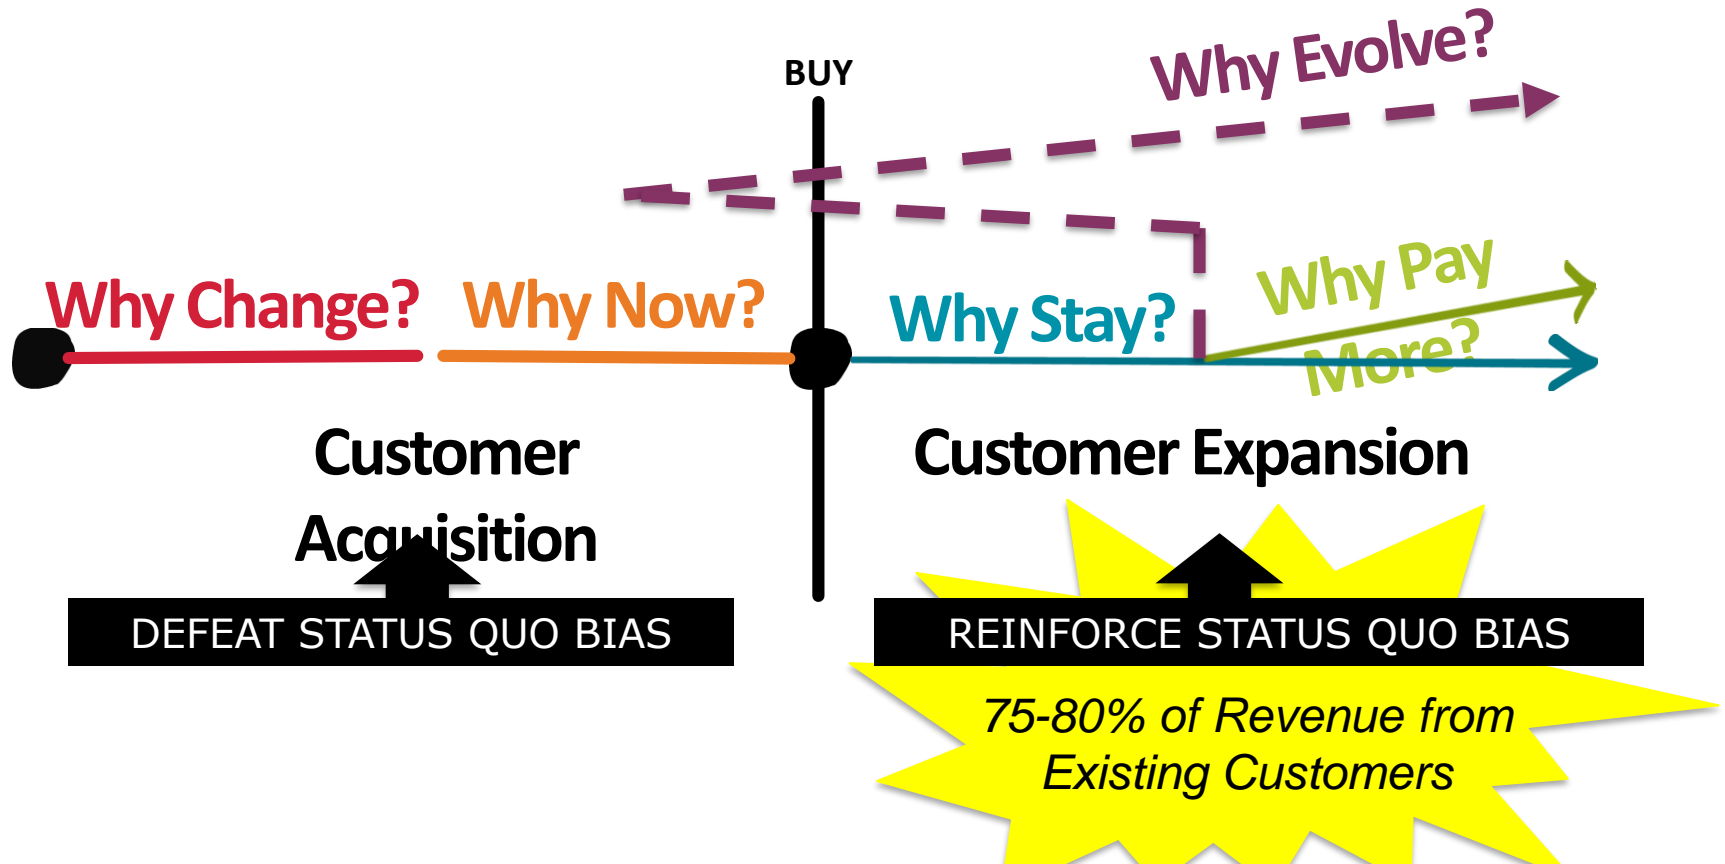 BUY
Why Evolve?
Why Change?
Why Now?
Why Stay?
Why Pay
More?
Customer
Acquisition
Customer Expansion
DEFEAT STATUS QUO BIAS
REINFORCE STATUS QUO BIAS
75-80% of Revenue from
Existing Customers